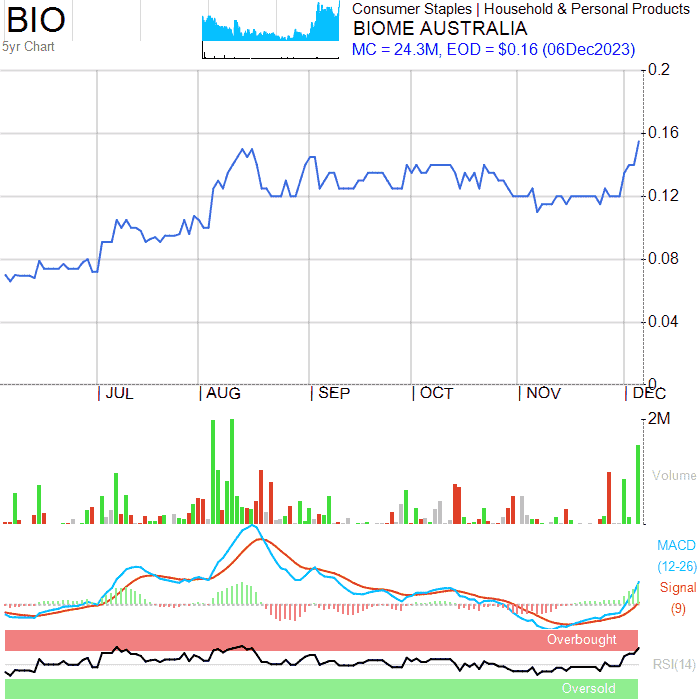 BIO
5yr Chart
Consumer Staples | Household & Personal Products
BIOME AUSTRALIA
MC = 24.3M, EOD = $0.16 (06Dec2023)
0.2
0.16
0.12
0.08
0.04
0
JUL AUG SEP OCT NOV DEC
2M
Volume
MACD
(12-26)
Signal
(9)
Overbought
RSI(14)
Oversold